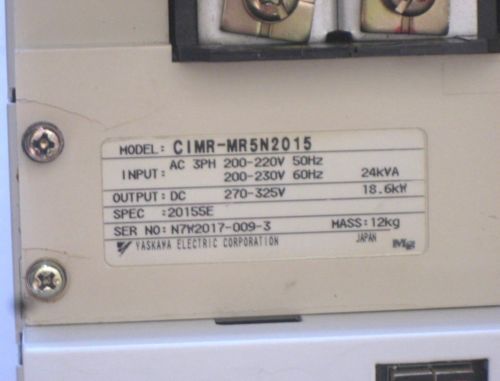 MODEL: CIMR-MR5N2015
INPUT: AC 3PH 200-220V 50Hz
200-230V 60Hz 24kVA
OUTPUT: DC 270-325V 18.6kW
SPEC :20155E
SER NO: N7W2017-009-3 MASS:12kg
YASKAWA ELECTRIC CORPORATION JAPAN Mg